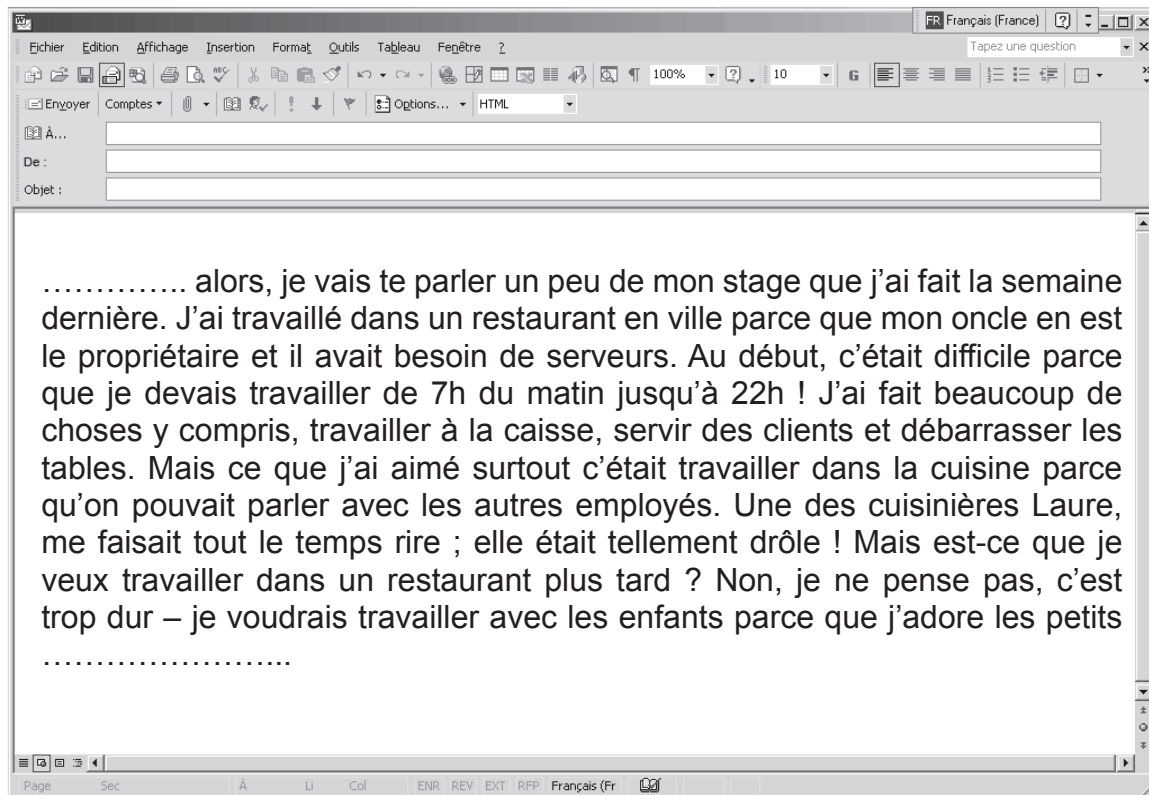 FR Français (France)
Fichier Edition Affichage Insertion Format Outils Tableau Fenêtre ?
Tapez une question
100% 10 G
Envoyer Comptes Options... HTML
À...
De :
Objet :
………….. alors, je vais te parler un peu de mon stage que j’ai fait la semaine
dernière. J’ai travaillé dans un restaurant en ville parce que mon oncle en est
le propriétaire et il avait besoin de serveurs. Au début, c’était difficile parce
que je devais travailler de 7h du matin jusqu’à 22h ! J’ai fait beaucoup de
choses y compris, travailler à la caisse, servir des clients et débarrasser les
tables. Mais ce que j’ai aimé surtout c’était travailler dans la cuisine parce
qu’on pouvait parler avec les autres employés. Une des cuisinières Laure,
me faisait tout le temps rire ; elle était tellement drôle ! Mais est-ce que je
veux travailler dans un restaurant plus tard ? Non, je ne pense pas, c’est
trop dur – je voudrais travailler avec les enfants parce que j’adore les petits
……………………..
Page Sec À Li Col ENR REV EXT RFP Français (Fr